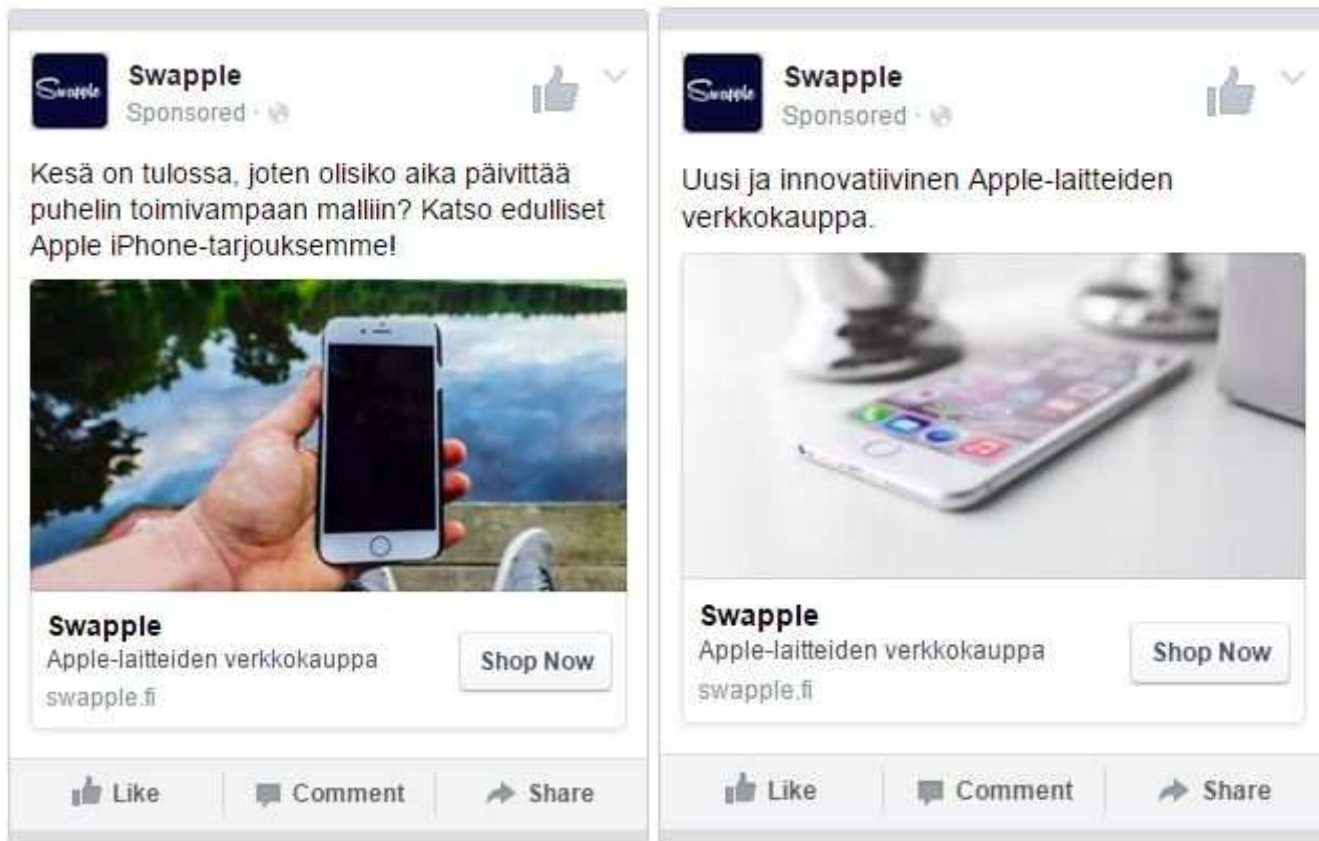 Swapple
Swapple
Sponsored ·
Kesä on tulossa, joten olisiko aika päivittää
puhelin toimivampaan malliin? Katso edulliset
Apple iPhone-tarjouksemme!
Swapple
Apple-laitteiden verkkokauppa
swapple.fi
Shop Now
Like
Comment
Share
Swapple
Swapple
Sponsored ·
Uusi ja innovatiivinen Apple-laitteiden
verkkokauppa.
Swapple
Apple-laitteiden verkkokauppa
swapple.fi
Shop Now
Like
Comment
Share